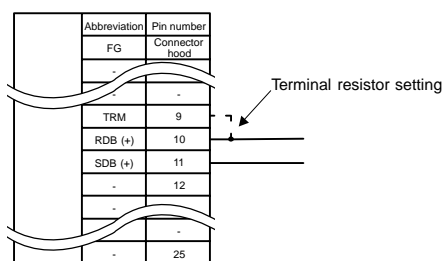 Abbreviation Pin number
FG Connector hood
-
- -
Terminal resistor setting
TRM 9
RDB (+) 10
SDB (+) 11
- 12
-
-
- 25